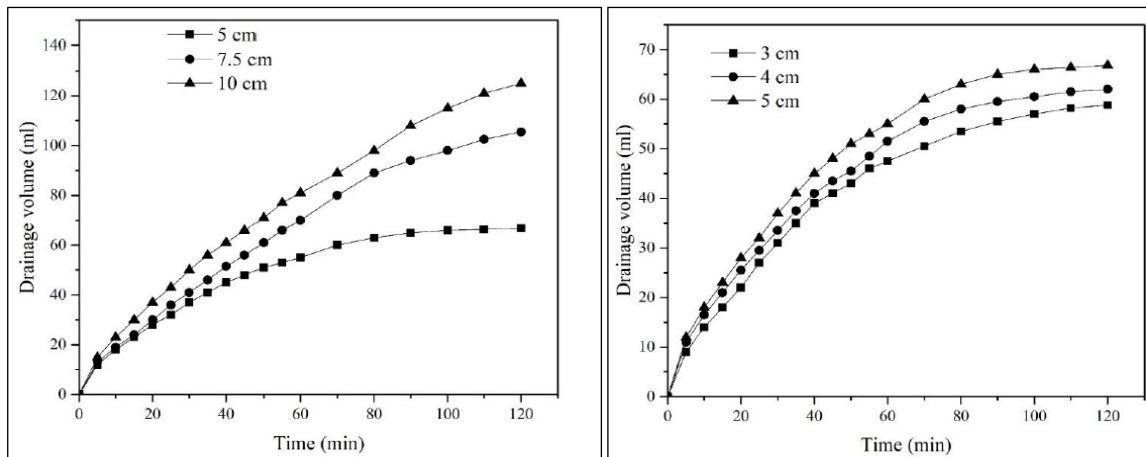 5 cm
7.5 cm
10 cm
Drainage volume (ml)
140
120
100
80
60
40
20
0
0 20 40 60 80 100 120
Time (min)
3 cm
4 cm
5 cm
Drainage volume (ml)
70
60
50
40
30
20
10
0
0 20 40 60 80 100 120
Time (min)